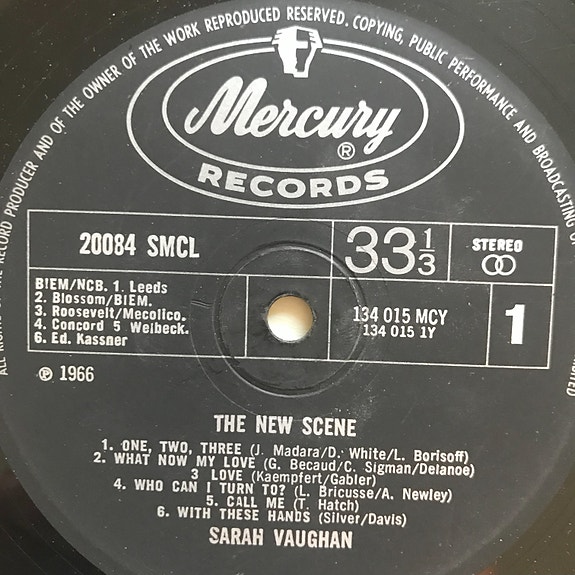 ALL RIGHTS OF THE RECORD PRODUCER AND OF THE OWNER OF THE WORK REPRODUCED RESERVED. COPYING, PUBLIC PERFORMANCE AND BROADCASTING
Mercury
®
RECORDS
20084 SMCL
33 1/3
STEREO
BIEM/NCB. 1. Leeds
2. Blossom/BIEM.
3. Roosevelt/Mecolico.
4. Concord 5 Welbeck.
6. Ed. Kassner
134 015 MCY
134 015 1Y
1
℗ 1966
THE NEW SCENE
1. ONE, TWO, THREE (J. Madara/D. White/L. Borisoff)
2. WHAT NOW MY LOVE (G. Becaud/C. Sigman/Delanoe)
3 LOVE (Kaempfert/Gabler)
4. WHO CAN I TURN TO? (L. Bricusse/A. Newley)
5. CALL ME (T. Hatch)
6. WITH THESE HANDS (Silver/Davis)
SARAH VAUGHAN